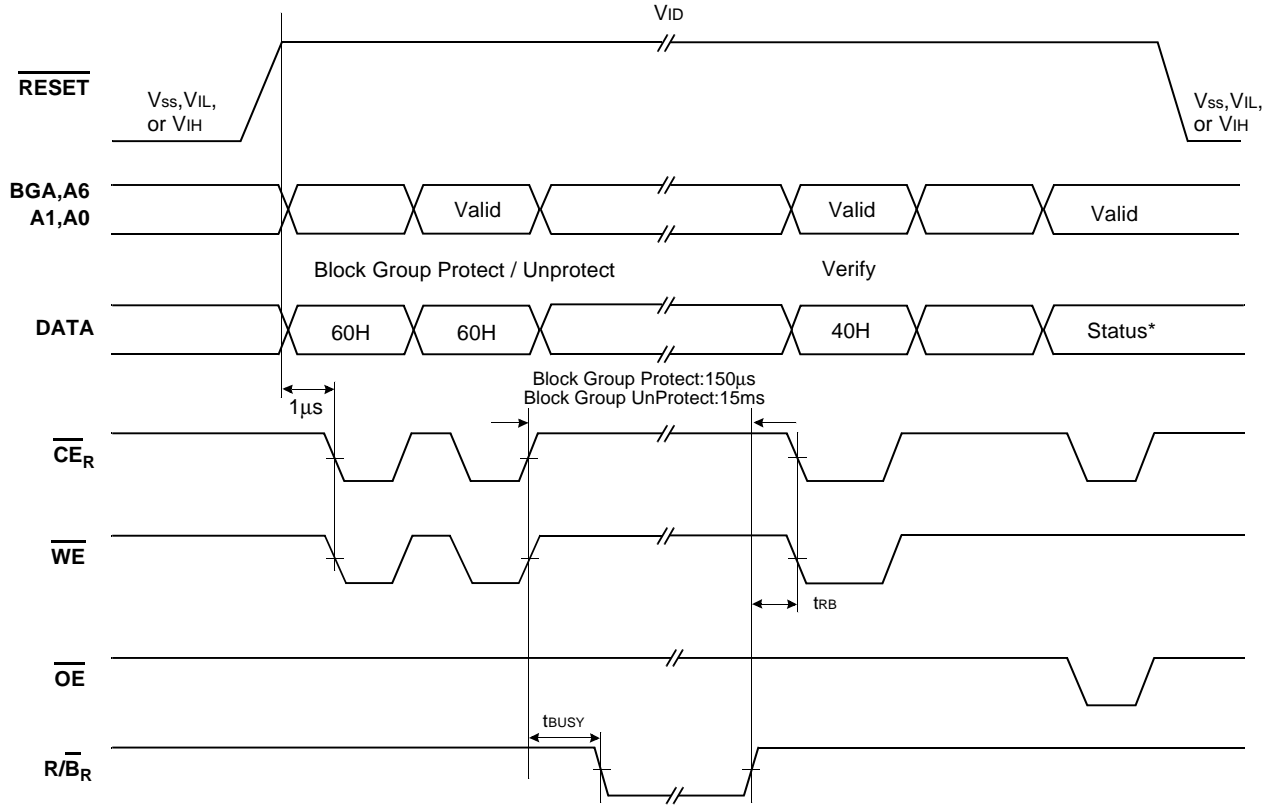 VID
RESET
Vss,VIL,
or VIH
Vss,VIL,
or VIH
BGA,A6
A1,A0
Valid
Valid
Valid
Block Group Protect / Unprotect
Verify
DATA
60H
60H
40H
Status*
1μs
Block Group Protect:150μs
Block Group UnProtect:15ms
CER
WE
tRB
OE
tBUSY
R/BR